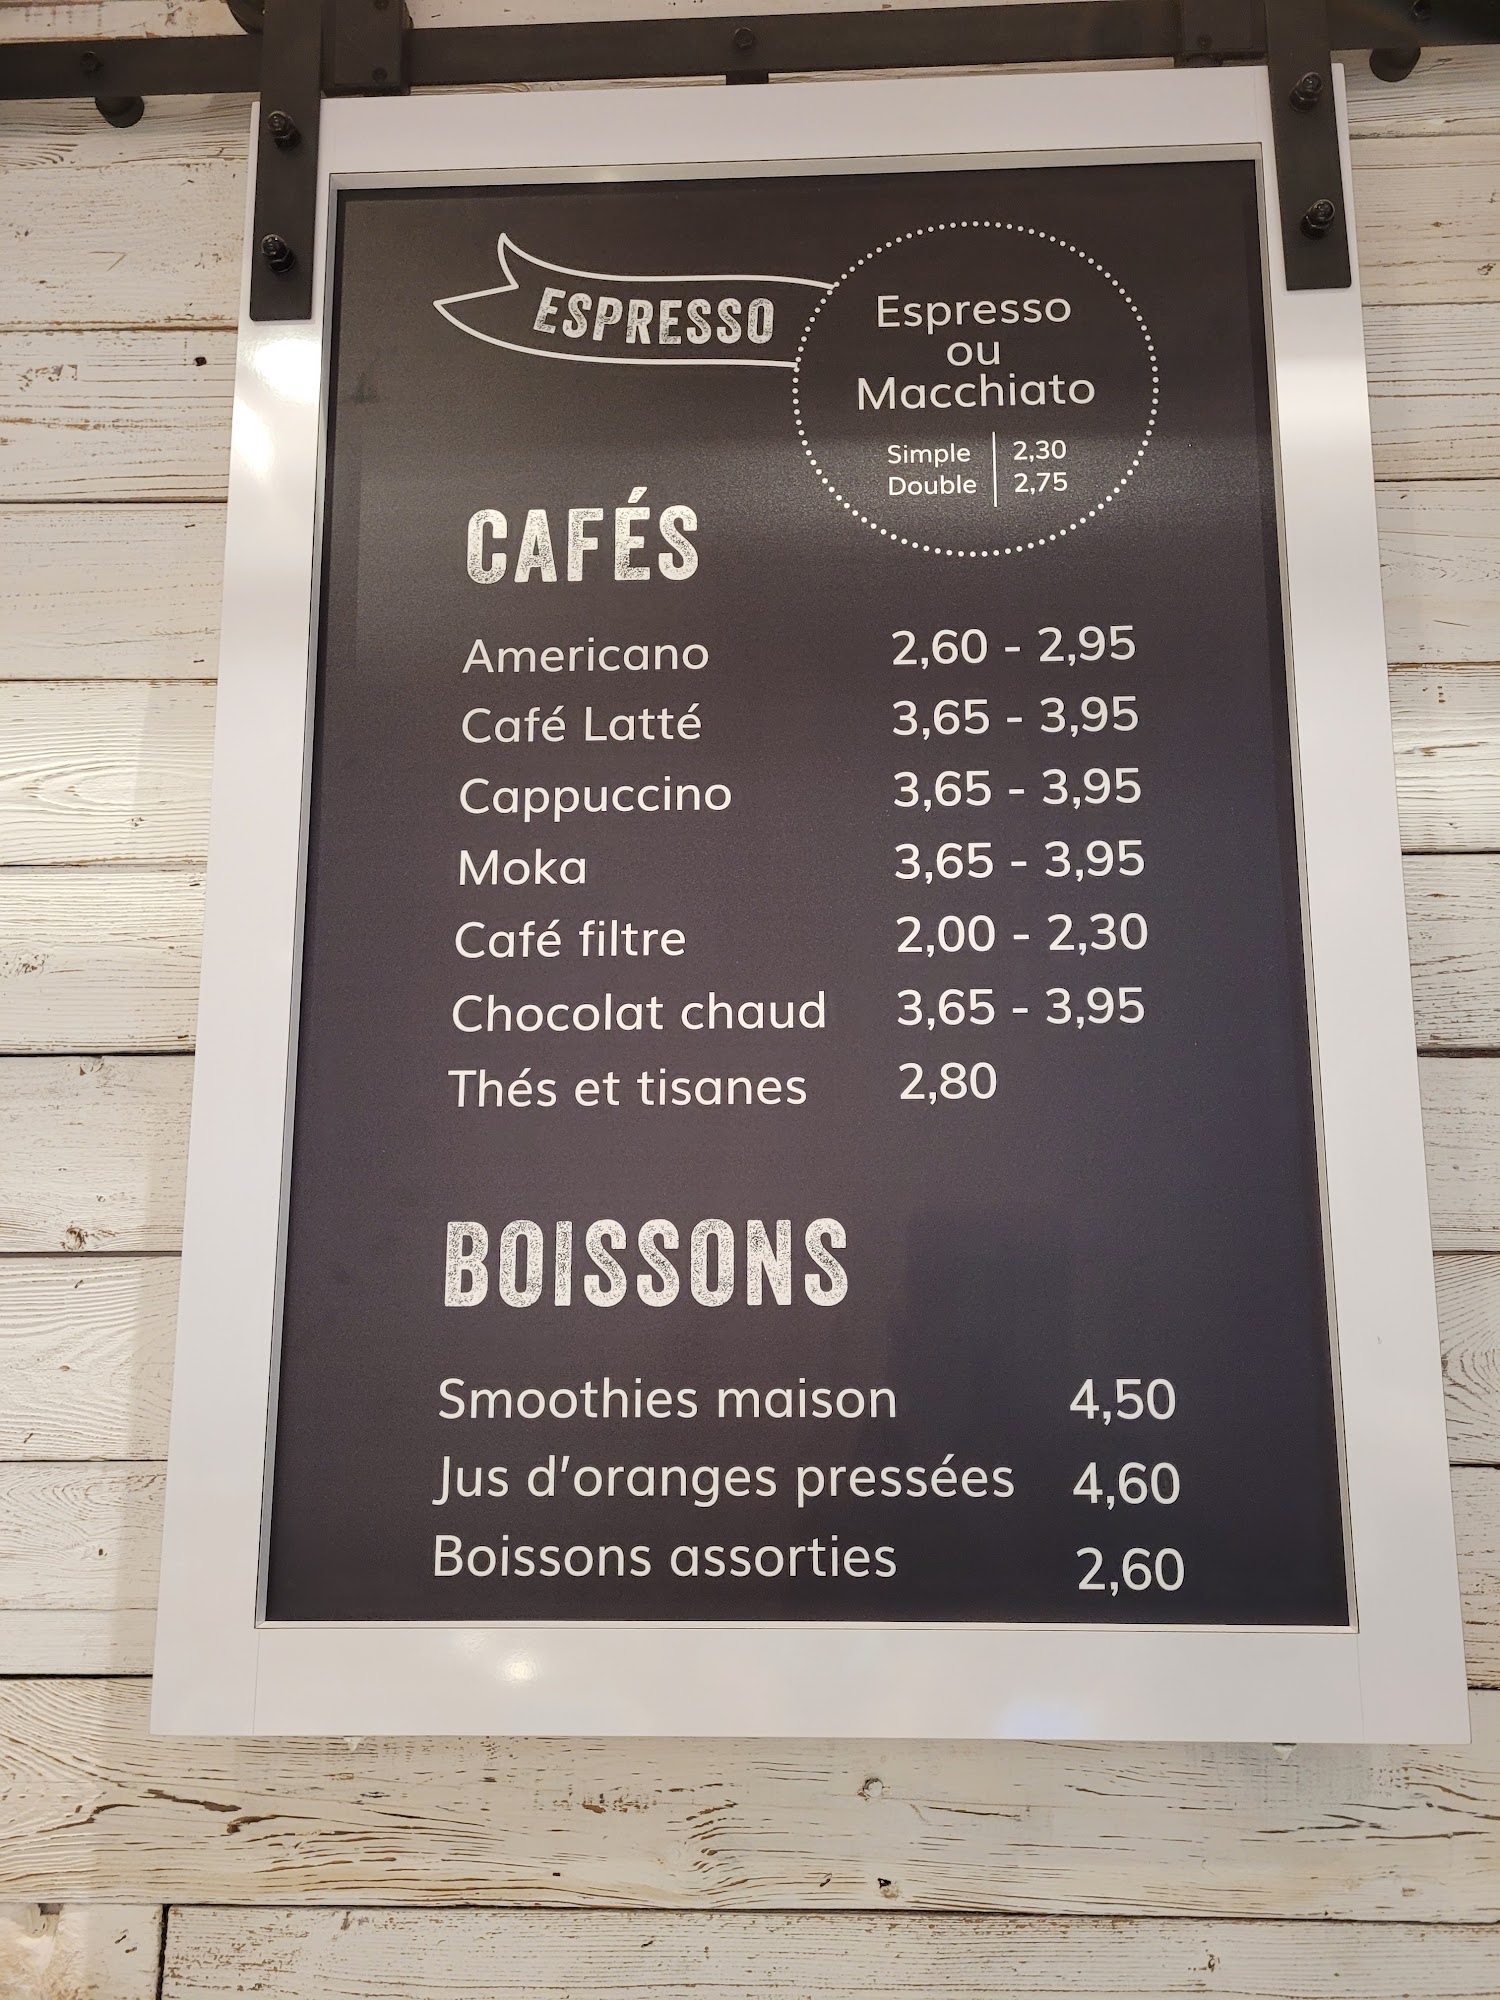 ESPRESSO
Espresso
ou
Macchiato
Simple 2,30
Double 2,75
CAFÉS
Americano 2,60 - 2,95
Café Latté 3,65 - 3,95
Cappuccino 3,65 - 3,95
Moka 3,65 - 3,95
Café filtre 2,00 - 2,30
Chocolat chaud 3,65 - 3,95
Thés et tisanes 2,80
BOISSONS
Smoothies maison 4,50
Jus d'oranges pressées 4,60
Boissons assorties 2,60